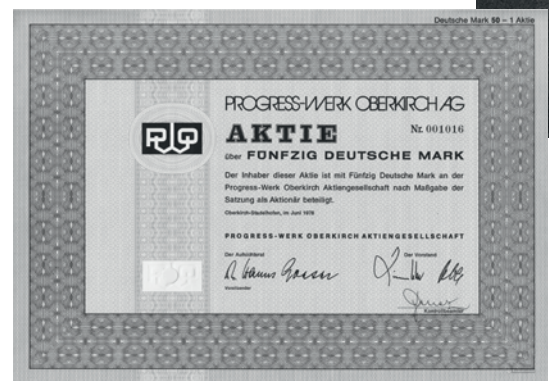 Deutsche Mark 50 – 1 Aktie
PROGRESS-WERK OBERKIRCH AG
AKTIE
Nr. 001016
über FÜNFZIG DEUTSCHE MARK
Der Inhaber dieser Aktie ist mit Fünfzig Deutsche Mark an der
Progress-Werk Oberkirch Aktiengesellschaft nach Maßgabe der
Satzung als Aktionär beteiligt.
Oberkirch-Stadelhofen, im Juni 1978
PROGRESS-WERK OBERKIRCH AKTIENGESELLSCHAFT
Der Aufsichtsrat
Der Vorstand
Vorsitzender
Kontrollbeamter